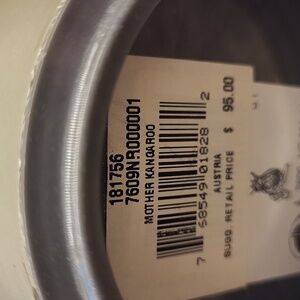 181756
7609NR000001
MOTHER KANGAROO
7 68549 01828 2
AUSTRIA
SUGG. RETAIL PRICE $ 95.00